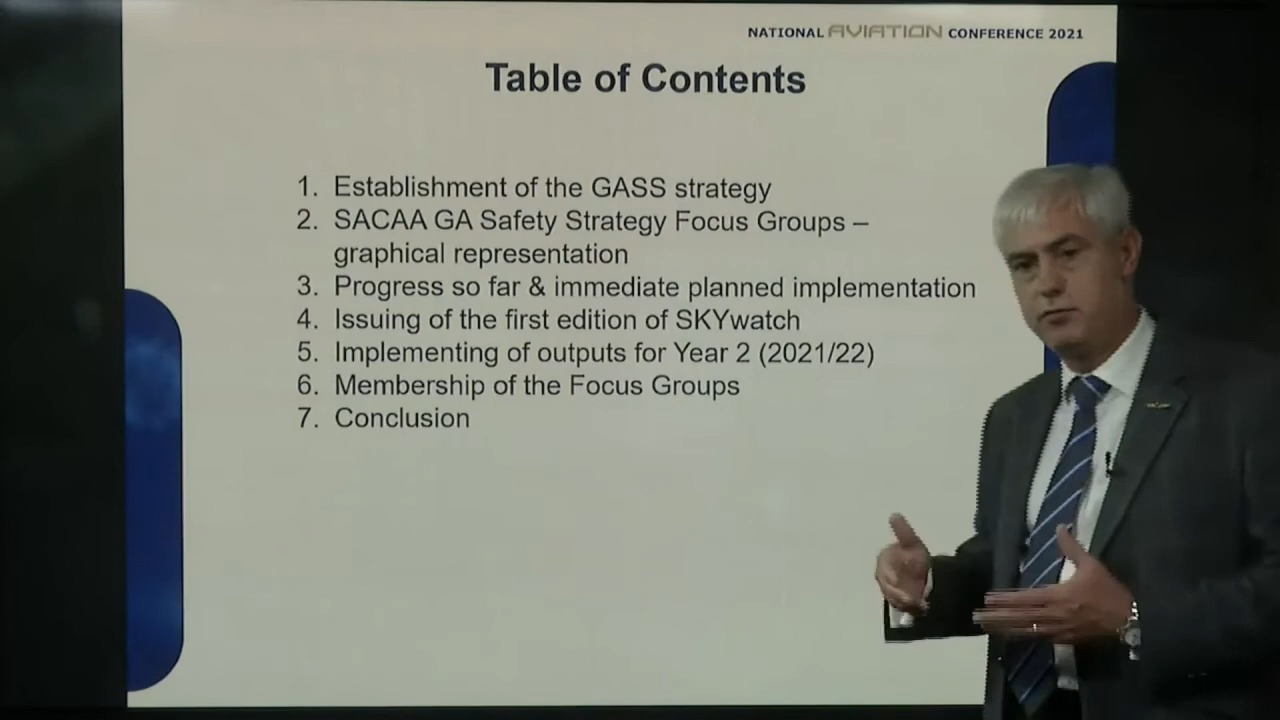 NATIONAL AVIATION CONFERENCE 2021
Table of Contents
1. Establishment of the GASS strategy
2. SACAA GA Safety Strategy Focus Groups –
graphical representation
3. Progress so far & immediate planned implementation
4. Issuing of the first edition of SKYwatch
5. Implementing of outputs for Year 2 (2021/22)
6. Membership of the Focus Groups
7. Conclusion